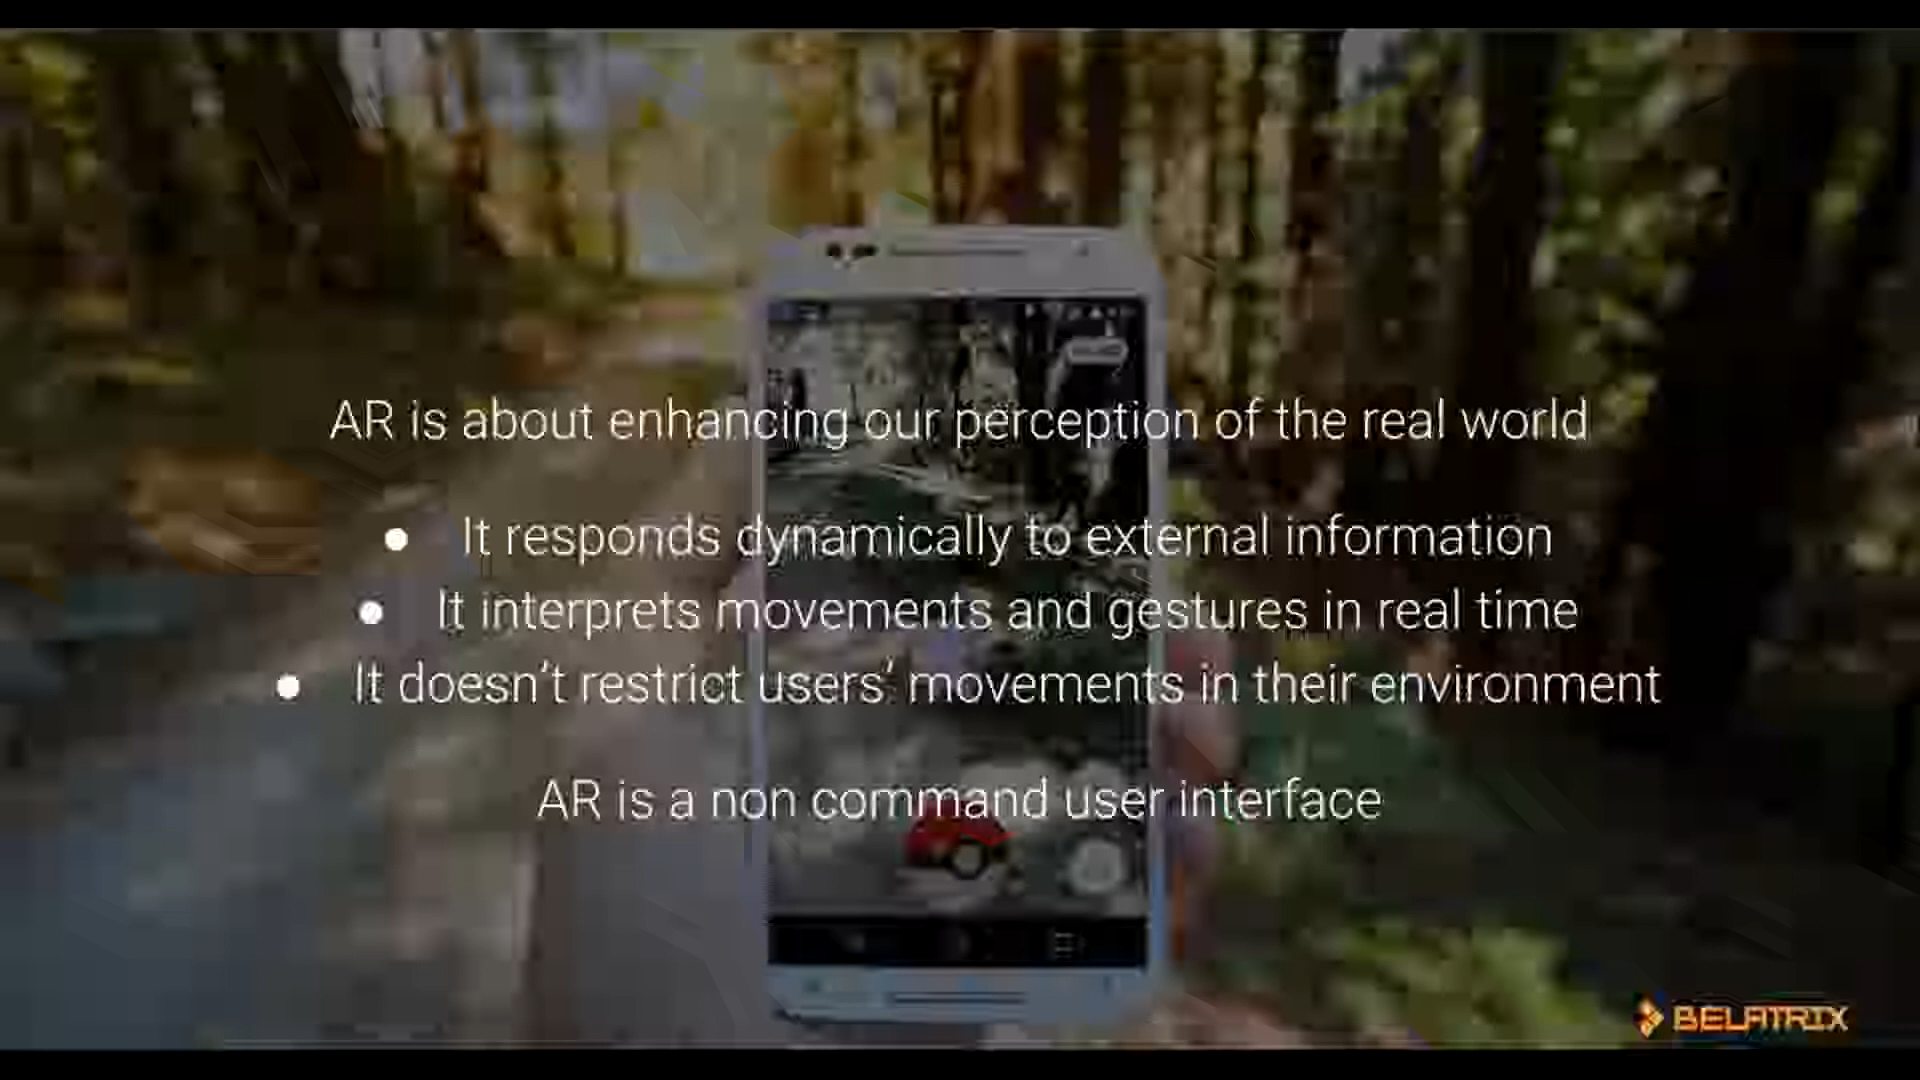 AR is about enhancing our perception of the real world
● It responds dynamically to external information
● It interprets movements and gestures in real time
● It doesn’t restrict users’ movements in their environment
AR is a non command user interface
BELATRIX